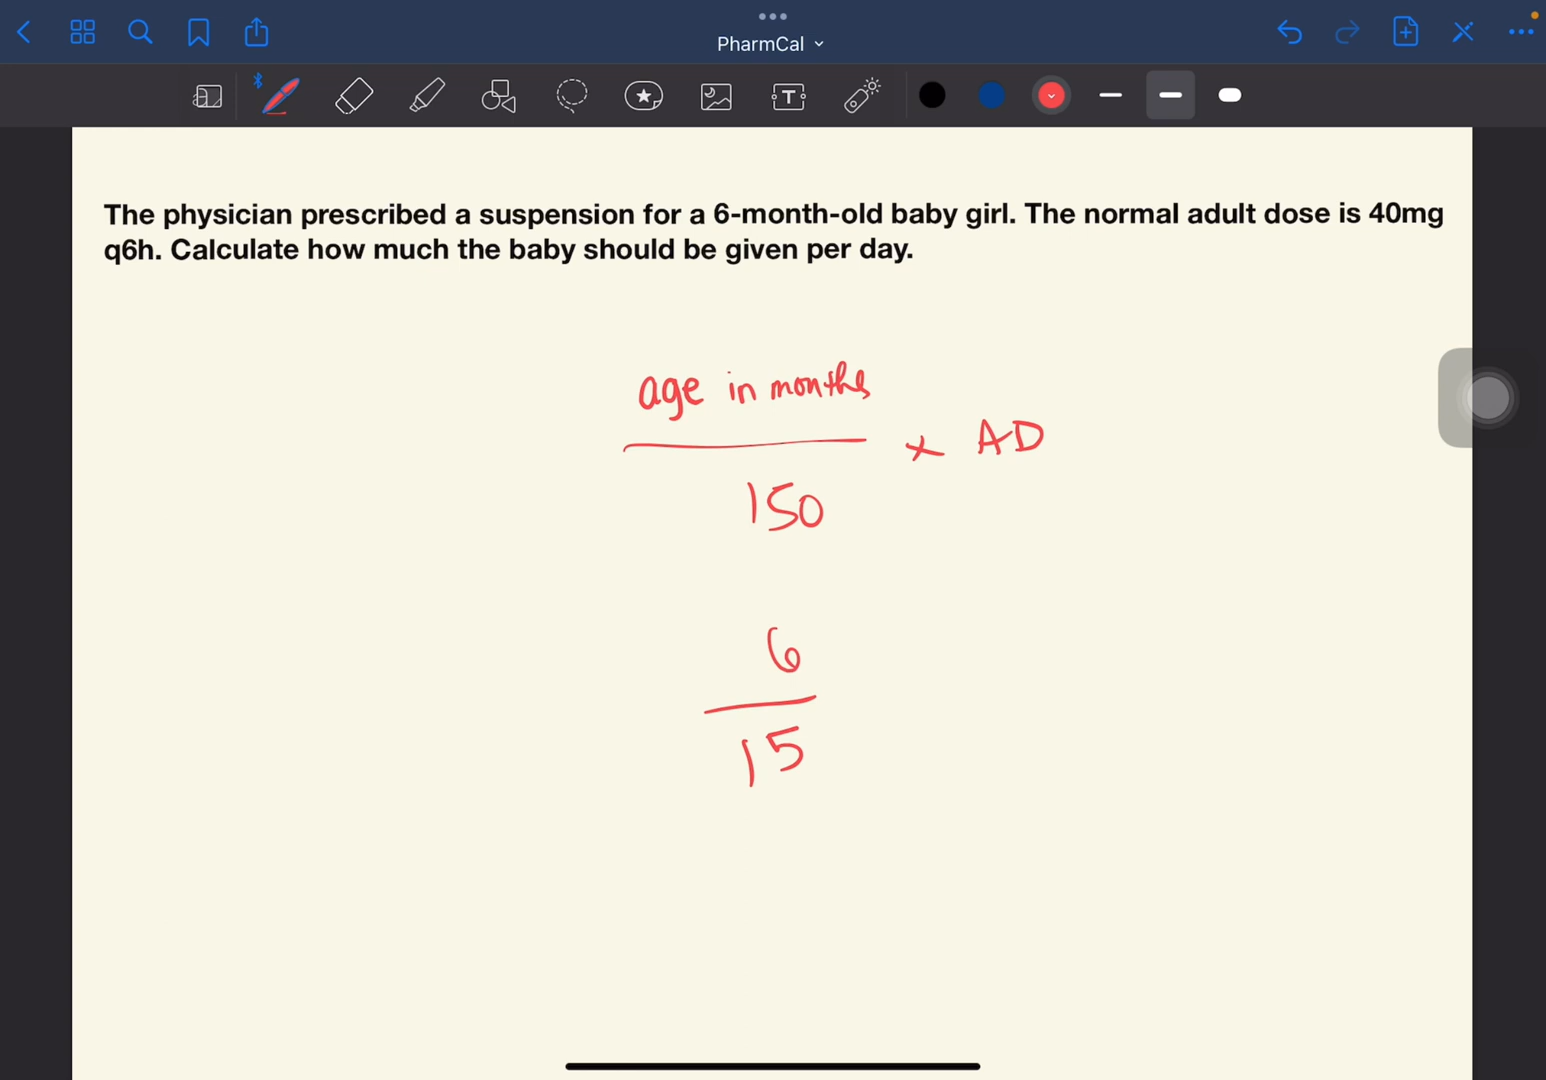 PharmCal
The physician prescribed a suspension for a 6-month-old baby girl. The normal adult dose is 40mg
q6h. Calculate how much the baby should be given per day.
age in months
x AD
150
6
15